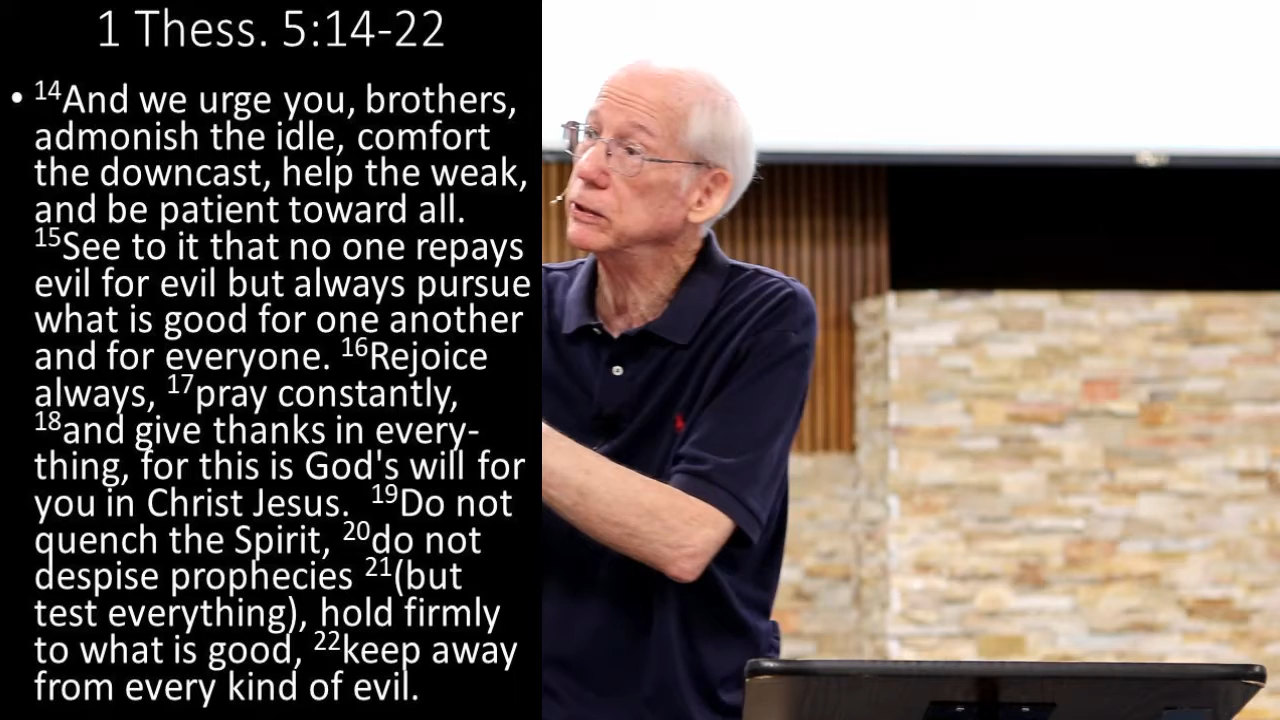 1 Thess. 5:14-22
• ¹⁴And we urge you, brothers,
admonish the idle, comfort
the downcast, help the weak,
and be patient toward all.
¹⁵See to it that no one repays
evil for evil but always pursue
what is good for one another
and for everyone. ¹⁶Rejoice
always, ¹⁷pray constantly,
¹⁸and give thanks in every-
thing, for this is God's will for
you in Christ Jesus. ¹⁹Do not
quench the Spirit, ²⁰do not
despise prophecies ²¹(but
test everything), hold firmly
to what is good, ²²keep away
from every kind of evil.